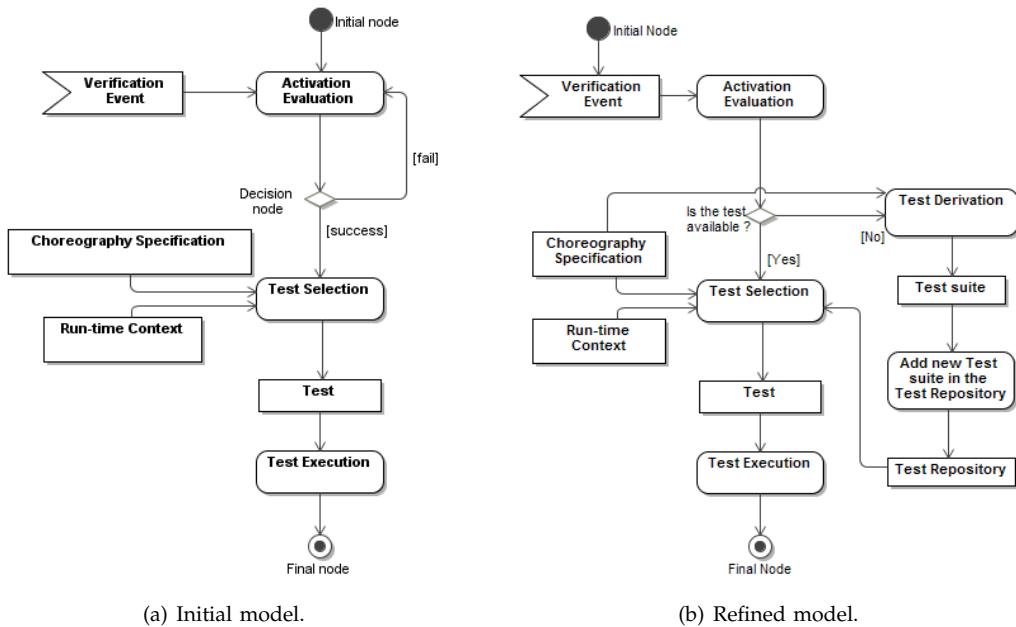 Initial node
Verification
Event
Activation
Evaluation
[fail]
Decision
node
[success]
Choreography Specification
Test Selection
Run-time Context
Test
Test Execution
Final node
(a) Initial model.
Initial Node
Verification
Event
Activation
Evaluation
Is the test
available ?
Test Derivation
[No]
Choreography
Specification
[Yes]
Test Selection
Test suite
Run-time
Context
Add new Test
suite in the
Test Repository
Test
Test Execution
Test Repository
Final Node
(b) Refined model.